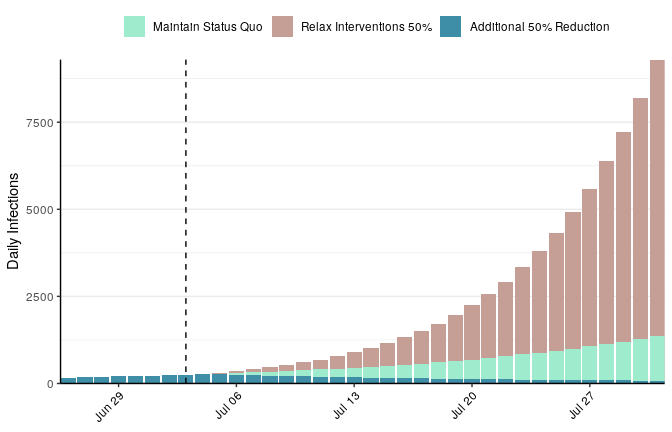 Maintain Status Quo Relax Interventions 50% Additional 50% Reduction
Daily Infections
7500
5000
2500
0
Jun 29 Jul 06 Jul 13 Jul 20 Jul 27